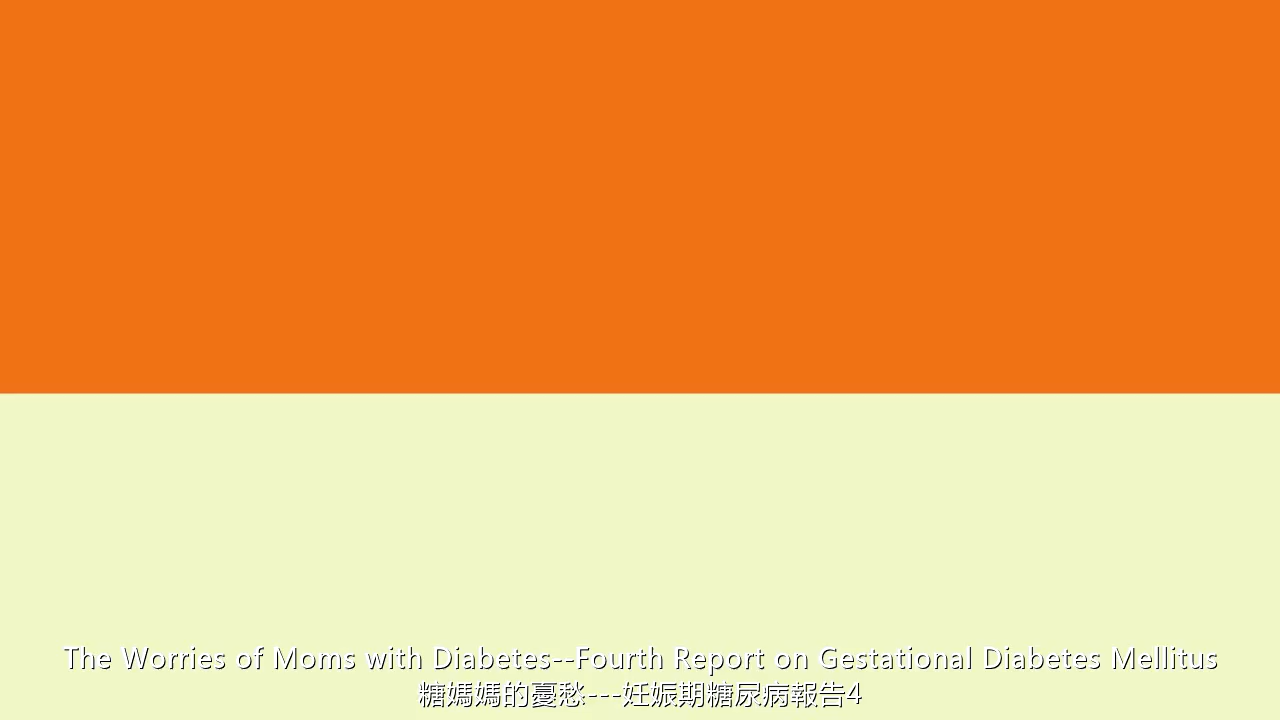 The Worries of Moms with Diabetes--Fourth Report on Gestational Diabetes Mellitus
糖媽媽的憂愁---妊娠期糖尿病報告4